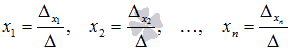 x₁ = Δₓ₁ / Δ, x₂ = Δₓ₂ / Δ, …, xₙ = Δₓₙ / Δ